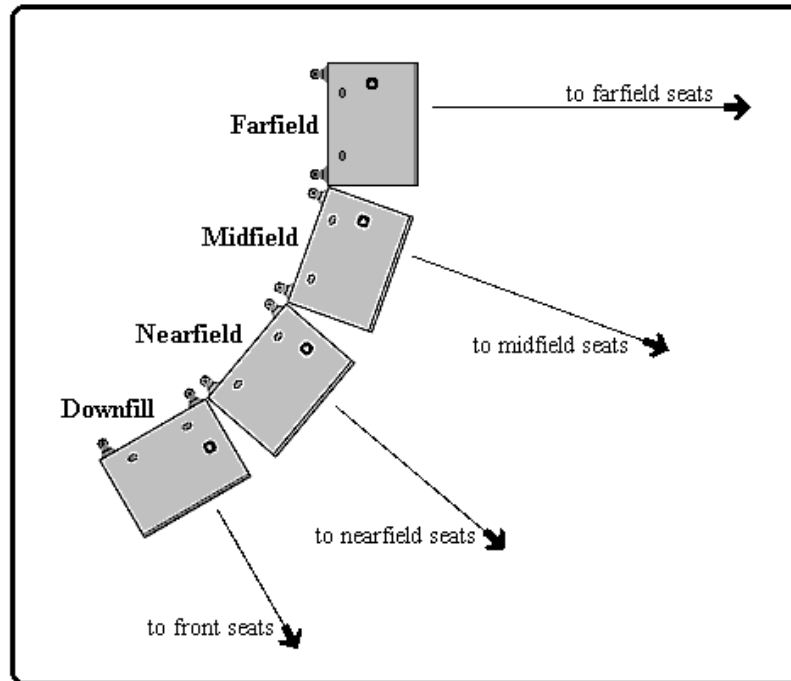 to farfield seats
Farfield
Midfield
to midfield seats
Nearfield
Downfill
to nearfield seats
to front seats